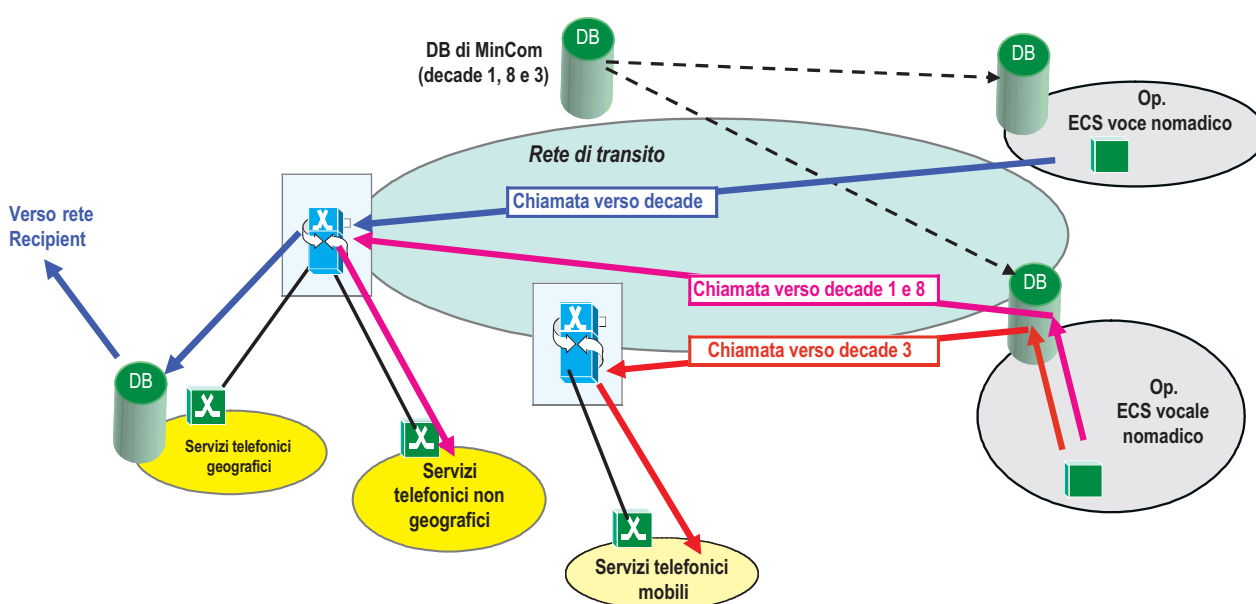 DB
DB di MinCom
(decade 1, 8 e 3)
DB
Op.
ECS voce nomadico
Rete di transito
Chiamata verso decade
Verso rete
Recipient
Chiamata verso decade 1 e 8
DB
Chiamata verso decade 3
DB
Op.
ECS vocale
nomadico
Servizi telefonici
geografici
Servizi
telefonici non
geografici
Servizi telefonici
mobili